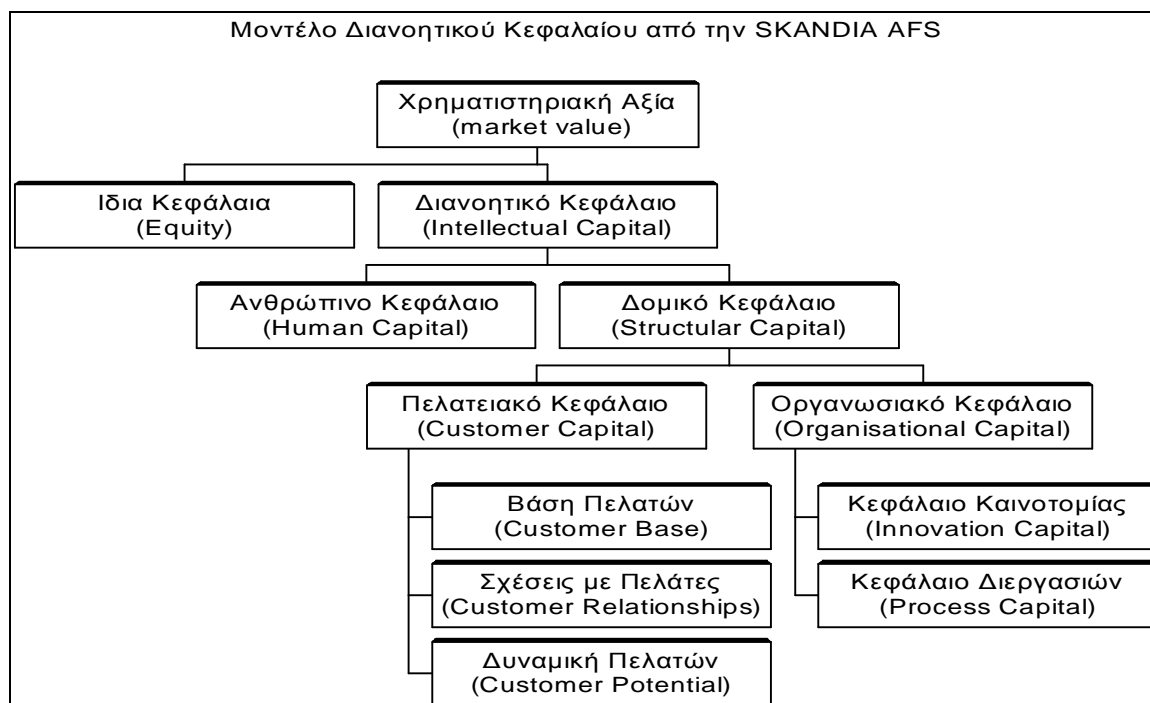 Μοντέλο Διανοητικού Κεφαλαίου από την SKANDIA AFS
Χρηματιστηριακή Αξία
(market value)
Ιδια Κεφάλαια
(Equity)
Διανοητικό Κεφάλαιο
(Intellectual Capital)
Ανθρώπινο Κεφάλαιο
(Human Capital)
Δομικό Κεφάλαιο
(Structular Capital)
Πελατειακό Κεφάλαιο
(Customer Capital)
Οργανωσιακό Κεφάλαιο
(Organisational Capital)
Βάση Πελατών
(Customer Base)
Σχέσεις με Πελάτες
(Customer Relationships)
Δυναμική Πελατών
(Customer Potential)
Κεφάλαιο Καινοτομίας
(Innovation Capital)
Κεφάλαιο Διεργασιών
(Process Capital)